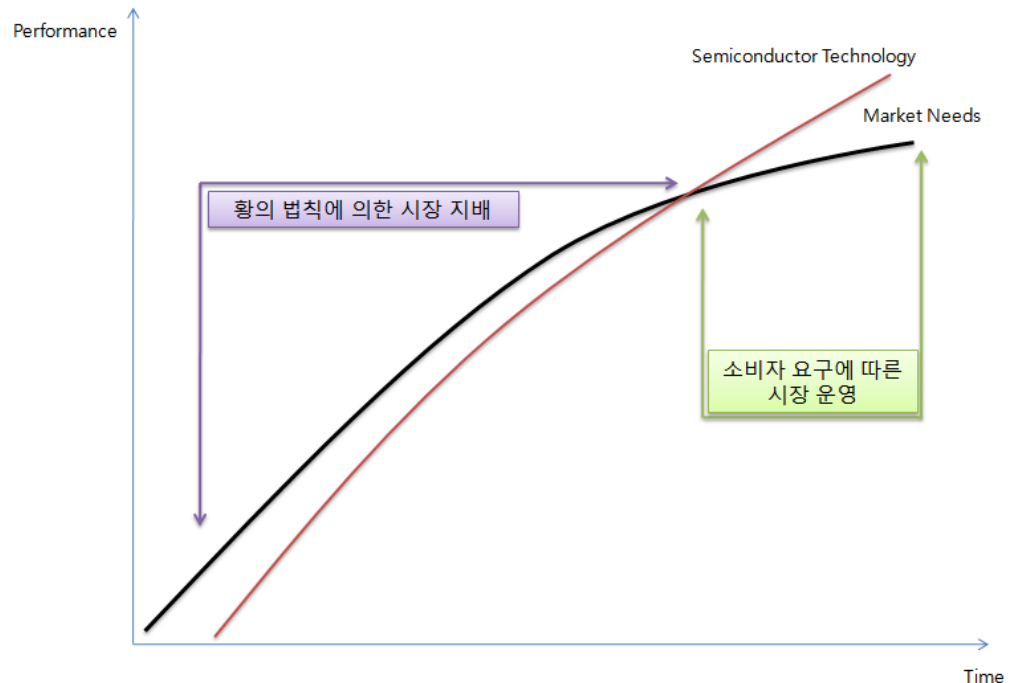 Performance
Semiconductor Technology
Market Needs
황의 법칙에 의한 시장 지배
소비자 요구에 따른
시장 운영
Time